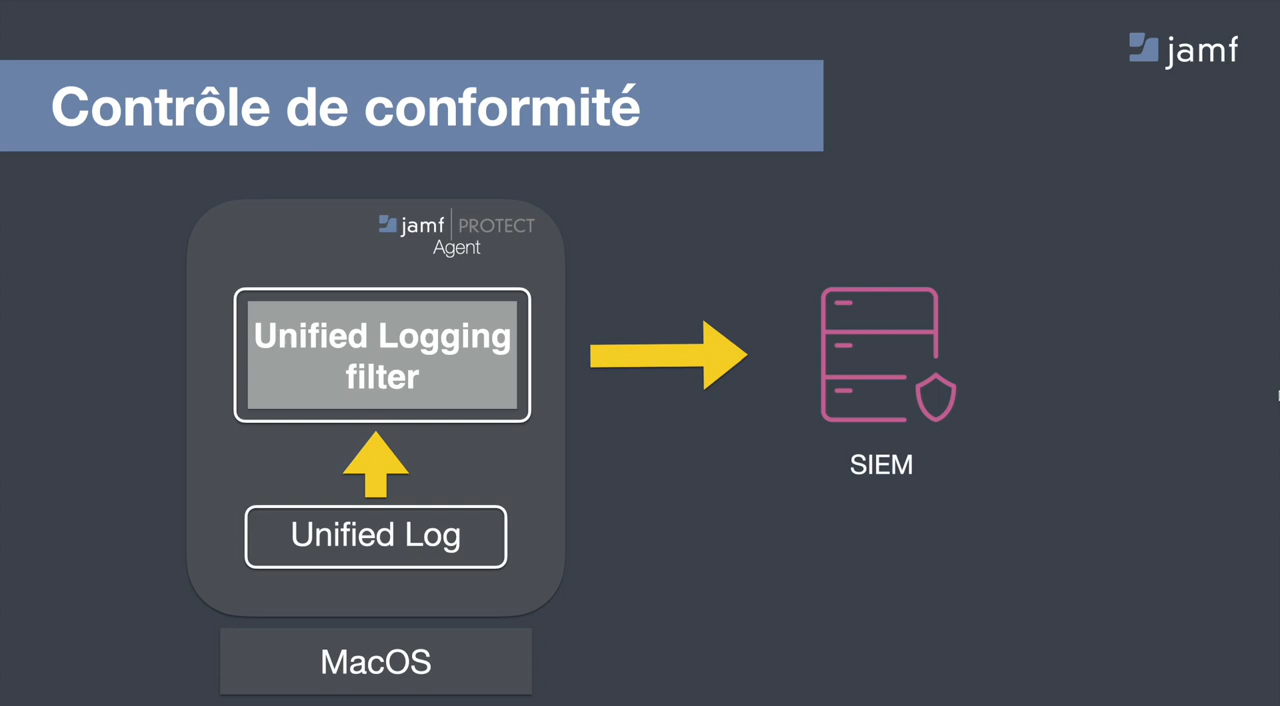 jamf
Contrôle de conformité
jamf | PROTECT
Agent
Unified Logging
filter
Unified Log
MacOS
SIEM